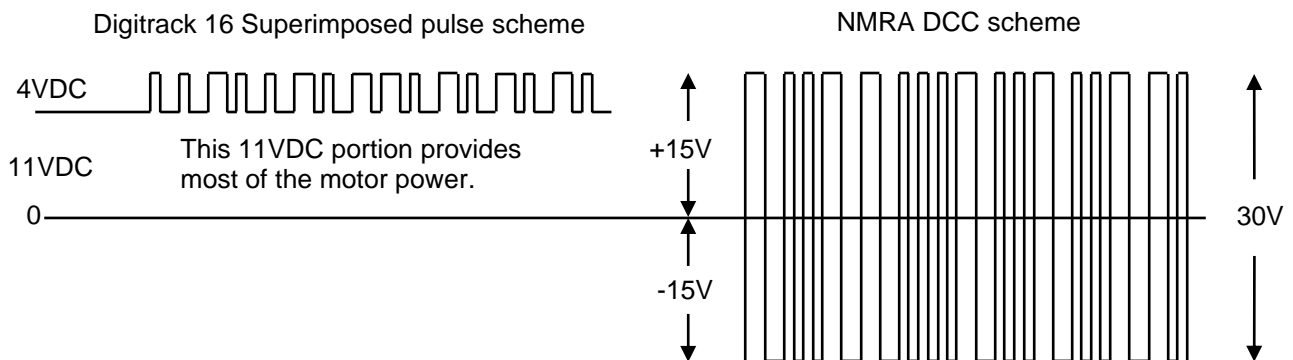 Digitrack 16 Superimposed pulse scheme
NMRA DCC scheme
4VDC
11VDC
This 11VDC portion provides
most of the motor power.
0
+15V
-15V
30V